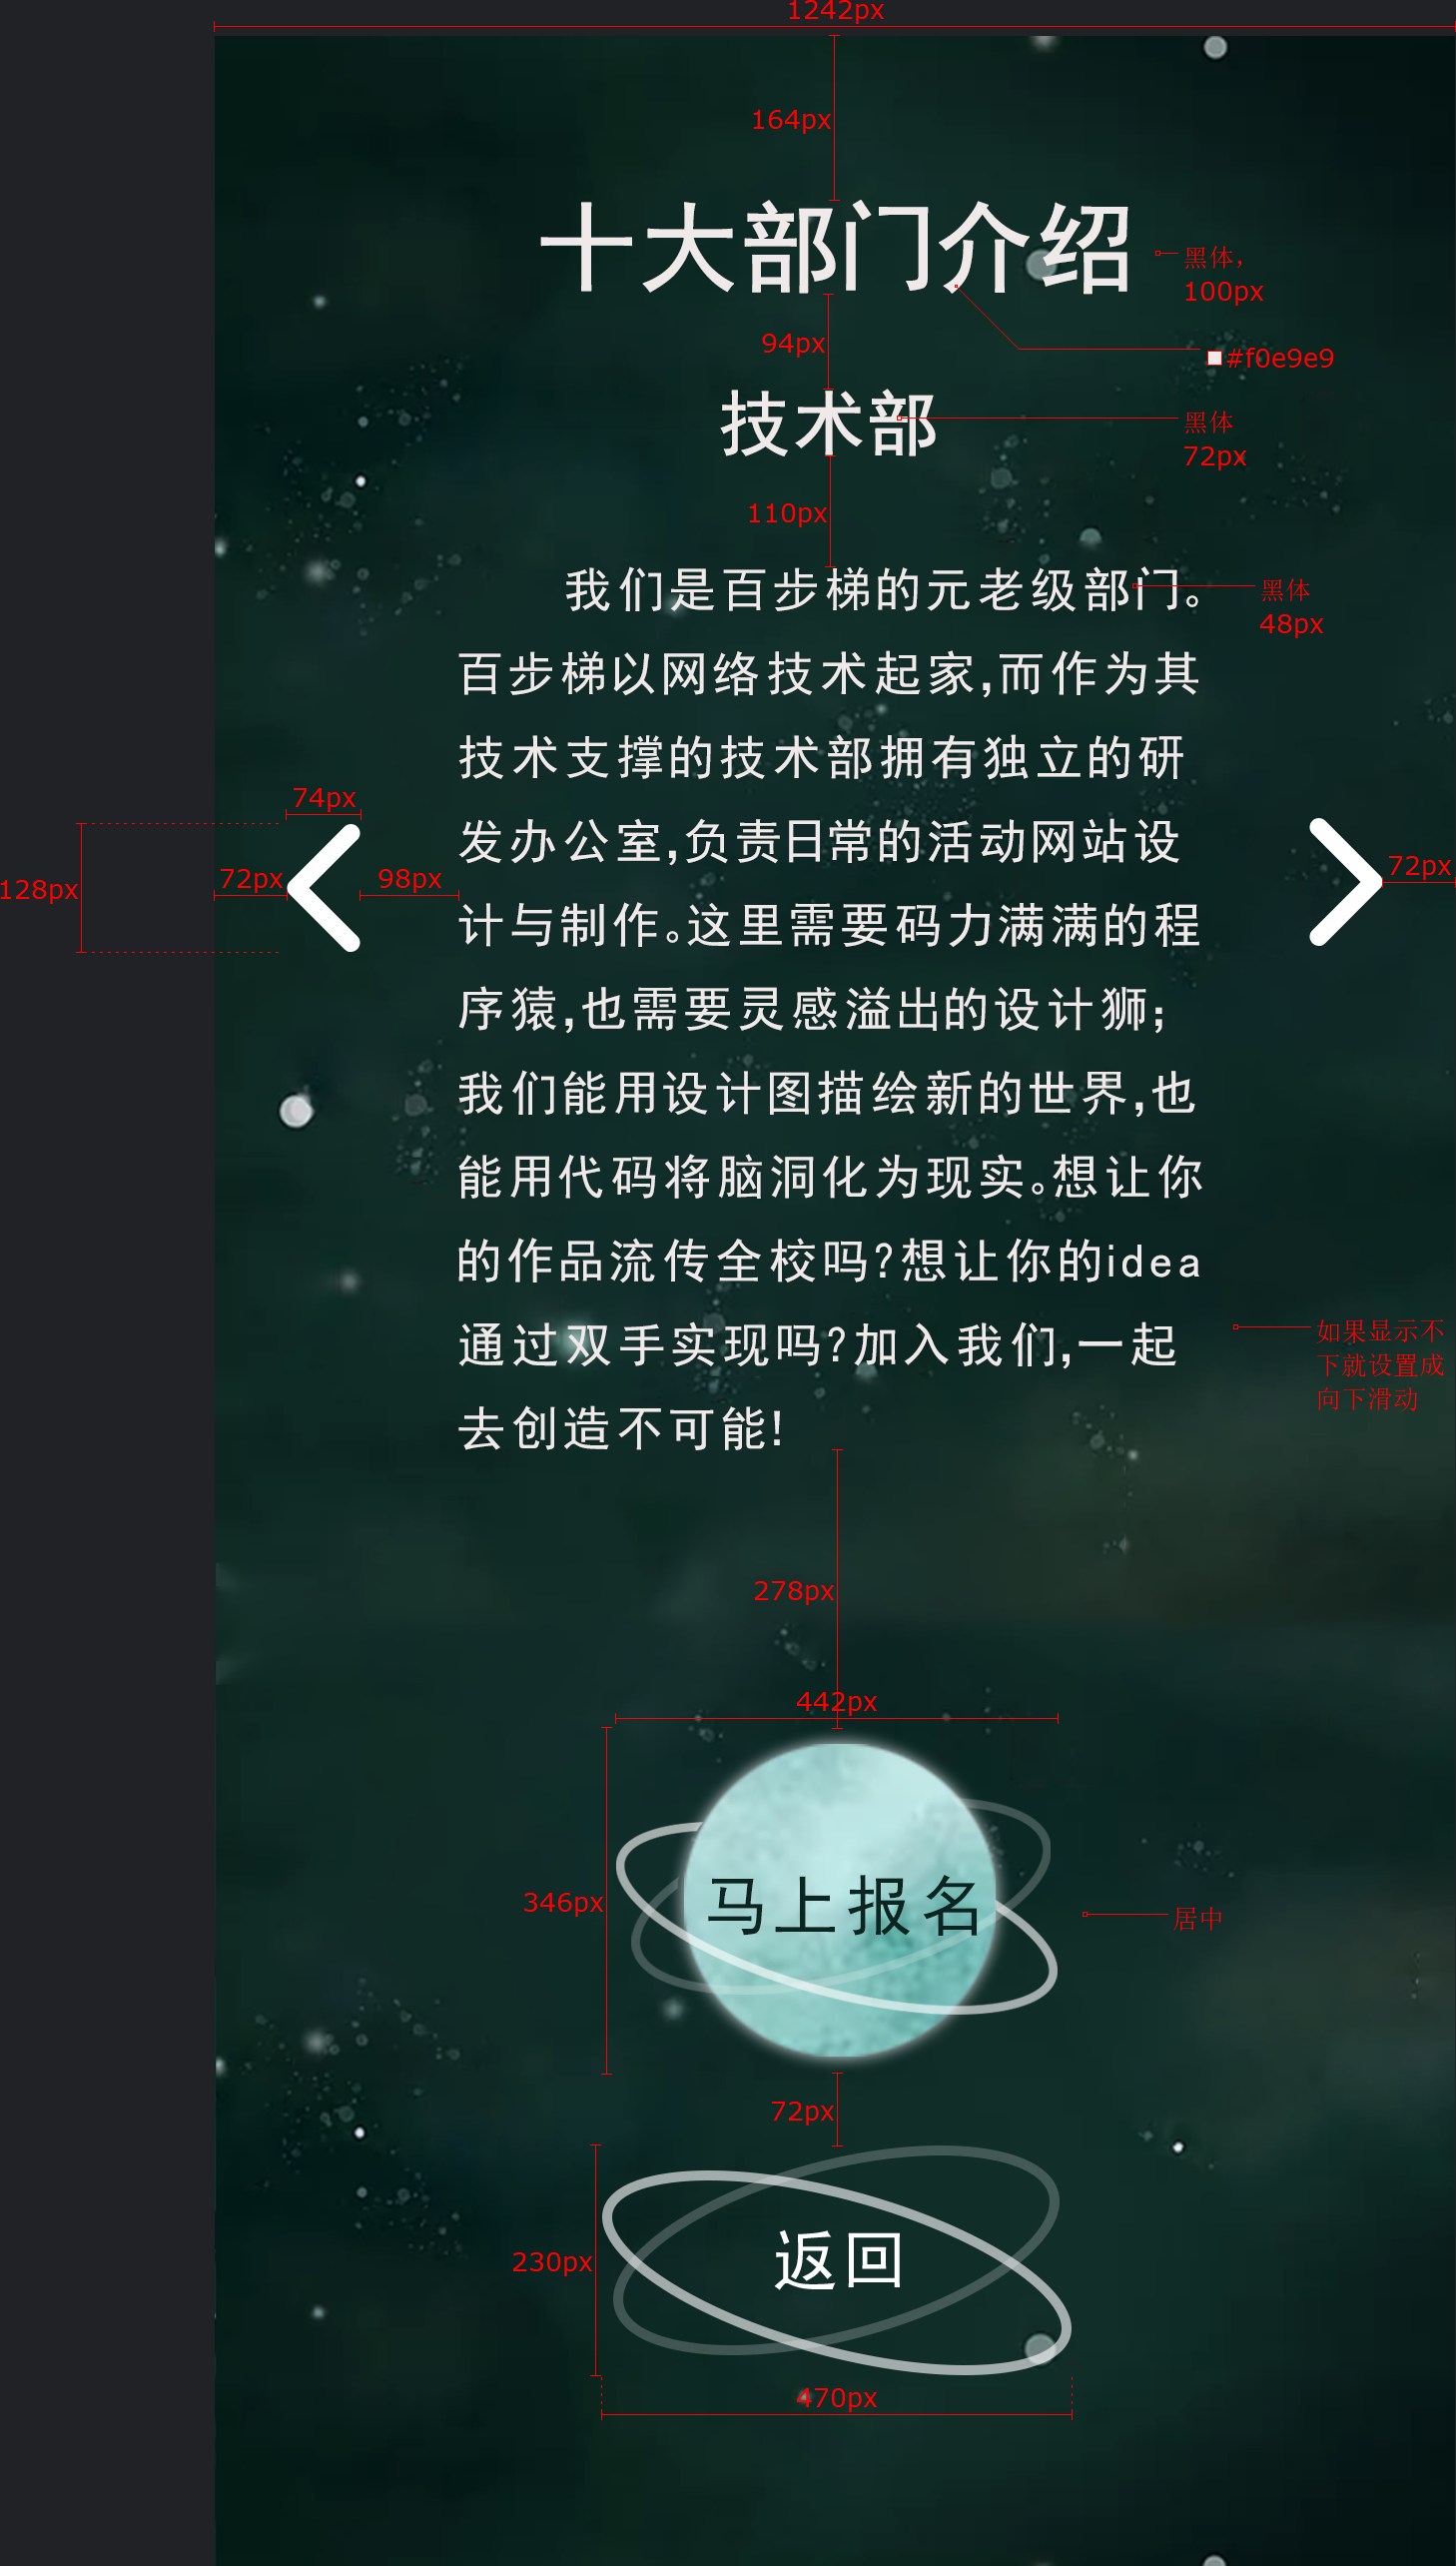 1242px
164px
十大部门介绍
黑体,
100px
94px
#f0e9e9
技术部
黑体
72px
110px
我们是百步梯的元老级部门。
黑体
48px
百步梯以网络技术起家,而作为其
技术支撑的技术部拥有独立的研
74px
发办公室,负责日常的活动网站设
128px
72px
98px
72px
计与制作。这里需要码力满满的程
序猿,也需要灵感溢出的设计狮;
我们能用设计图描绘新的世界,也
能用代码将脑洞化为现实。想让你
的作品流传全校吗?想让你的idea
通过双手实现吗?加入我们,一起
如果显示不
下就设置成
向下滑动
去创造不可能!
278px
442px
346px
马上报名
居中
72px
230px
返回
470px